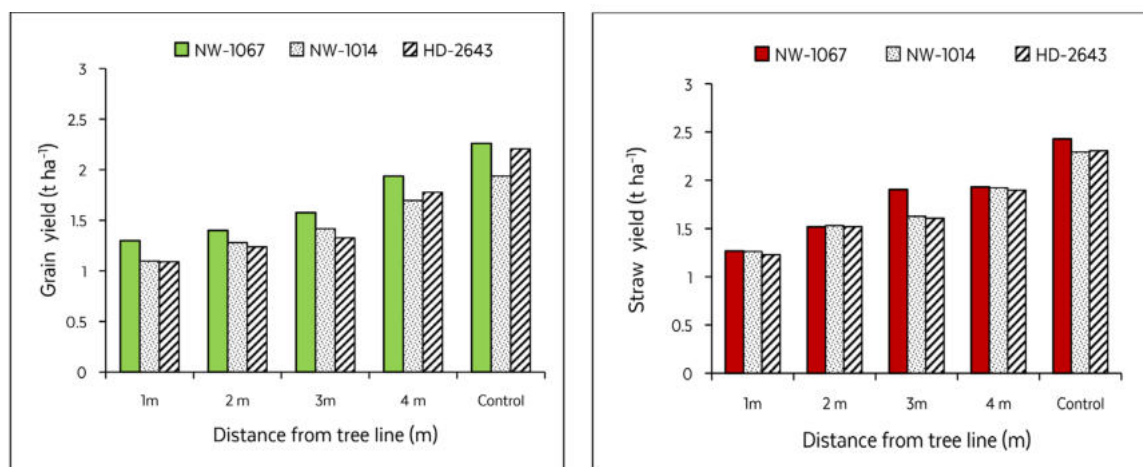 NW-1067 NW-1014 HD-2643
3
2.5
2
1.5
1
0.5
0
Grain yield (t ha⁻¹)
1m 2 m 3m 4 m Control
Distance from tree line (m)
NW-1067 NW-1014 HD-2643
3
2.5
2
1.5
1
0.5
0
Straw yield (t ha⁻¹)
1m 2 m 3m 4 m Control
Distance from tree line (m)